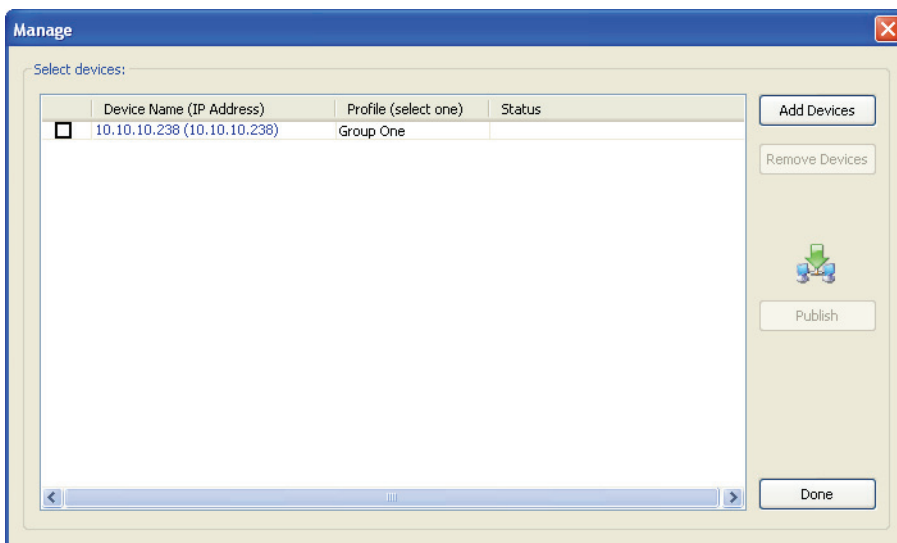 Manage
Select devices:
Device Name (IP Address) Profile (select one) Status
10.10.10.238 (10.10.10.238) Group One
Add Devices
Remove Devices
Publish
Done